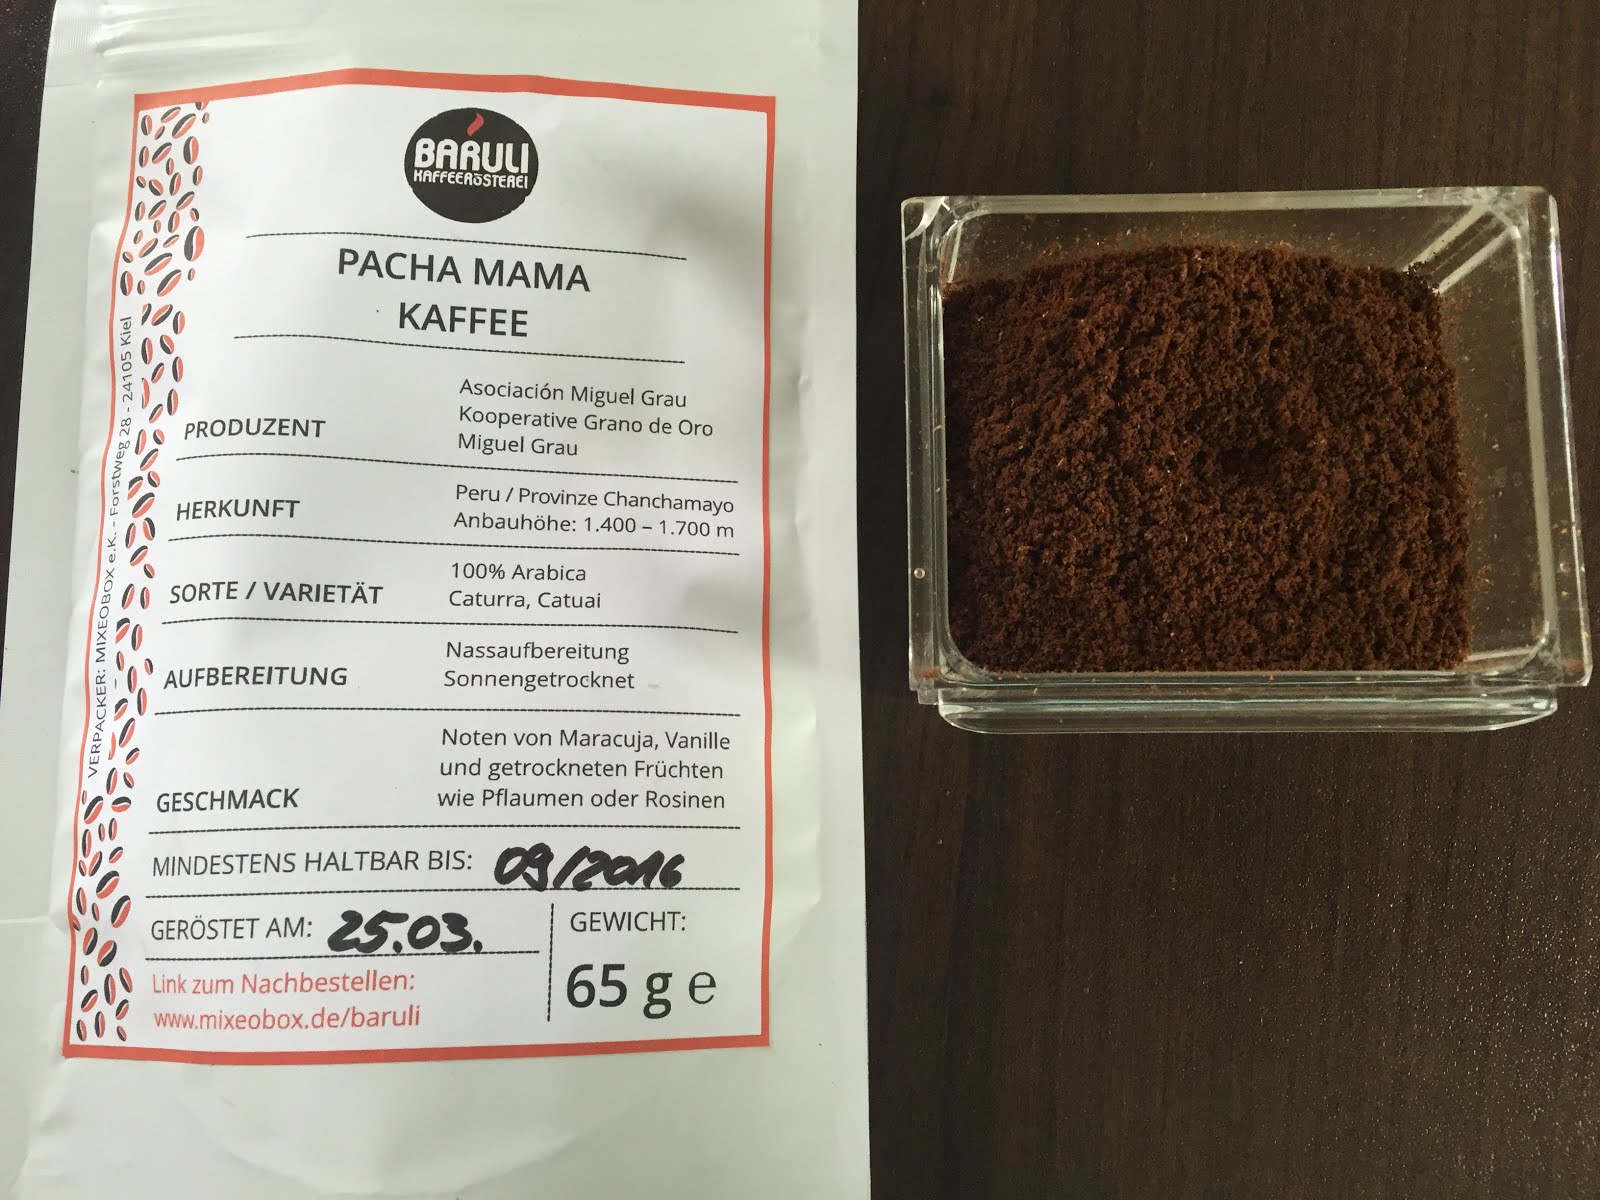 BARULI
KAFFEERöSTEREI
PACHA MAMA
KAFFEE
PRODUZENT
Asociación Miguel Grau
Kooperative Grano de Oro
Miguel Grau
HERKUNFT
Peru / Provinze Chanchamayo
Anbauhöhe: 1.400 – 1.700 m
SORTE / VARIETÄT
100% Arabica
Caturra, Catuai
AUFBEREITUNG
Nassaufbereitung
Sonnengetrocknet
GESCHMACK
Noten von Maracuja, Vanille
und getrockneten Früchten
wie Pflaumen oder Rosinen
MINDESTENS HALTBAR BIS: 09/2016
GERÖSTET AM: 25.03.
GEWICHT:
65 g ℮
Link zum Nachbestellen:
www.mixeobox.de/baruli
VERPACKER: MIXEOBOX e.K. - Forstweg 28 - 24105 Kiel